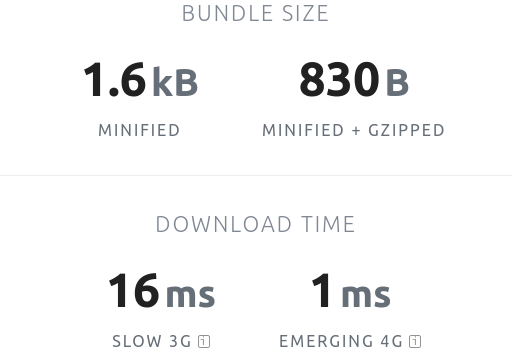 BUNDLE SIZE
1.6 kB 830 B
MINIFIED MINIFIED + GZIPPED
DOWNLOAD TIME
16 ms 1 ms
SLOW 3G EMERGING 4G